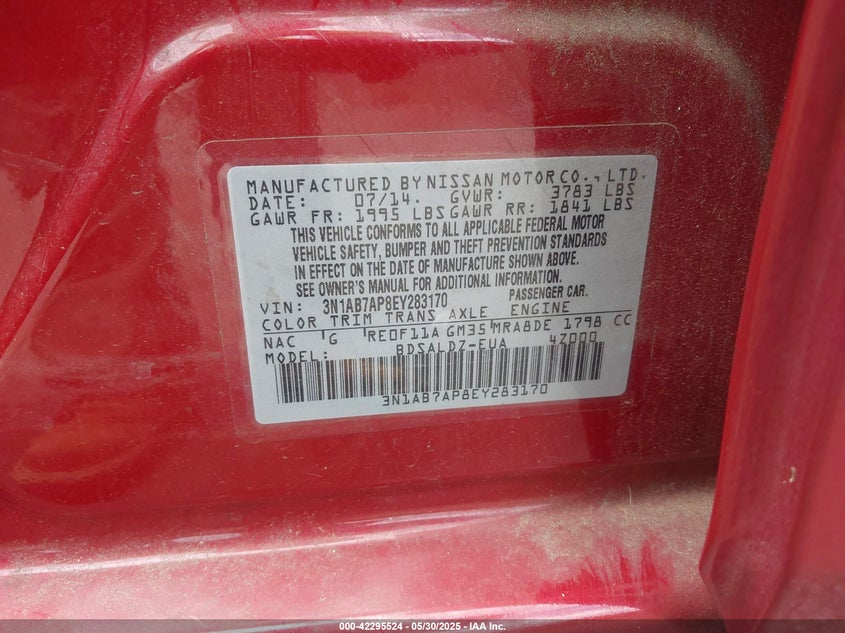 MANUFACTURED BY NISSAN MOTOR CO., LTD.
DATE: 07/14. GVWR: 3783 LBS
GAWR FR: 1995 LBS GAWR RR: 1841 LBS
THIS VEHICLE CONFORMS TO ALL APPLICABLE FEDERAL MOTOR
VEHICLE SAFETY, BUMPER AND THEFT PREVENTION STANDARDS
IN EFFECT ON THE DATE OF MANUFACTURE SHOWN ABOVE.
SEE OWNER'S MANUAL FOR ADDITIONAL INFORMATION.
VIN: 3N1AB7AP8EY283170 PASSENGER CAR.
COLOR TRIM TRANS AXLE ENGINE
NAC G RE0F11A GM35 MRA8DE 1798 CC
MODEL: BDSALDZ-EUA 4Z000
3N1AB7AP8EY283170
000-42295524 | 05/30/2025 - IAA Inc.